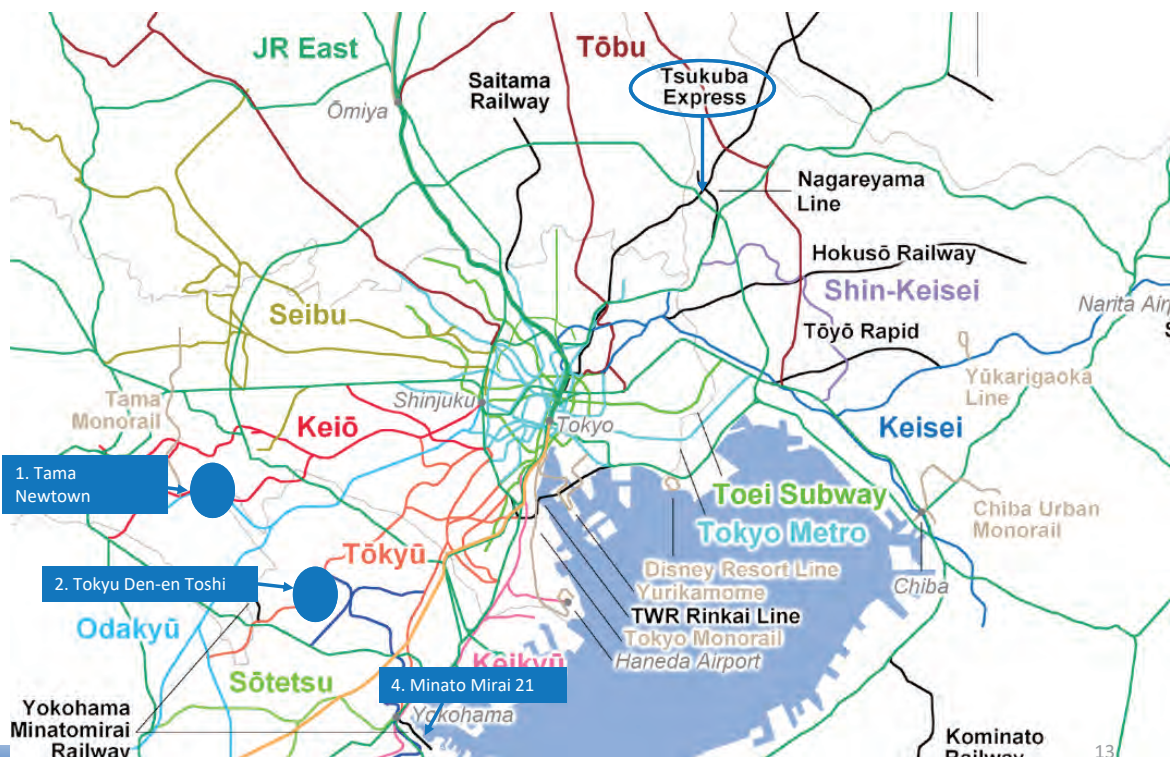 JR East
Tōbu
Tsukuba
Express
Saitama
Railway
Ōmiya
Nagareyama
Line
Hokusō Railway
Shin-Keisei
Narita
Seibu
Tōyō Rapid
Yūkarigaoka
Line
Tama
Monorail
Shinjuku
Keiō
Tokyo
Keisei
1. Tama
Newtown
Toei Subway
Tokyo Metro
Chiba Urban
Monorail
Tōkyū
2. Tokyu Den-en Toshi
Disney Resort Line
Yurikamome
Chiba
TWR Rinkai Line
Tokyo Monorail
Haneda Airport
Odakyū
Keikyū
Sōtetsu
4. Minato Mirai 21
Yokohama
Yokohama
Minatomirai
Railway
Kominato
Railway
13